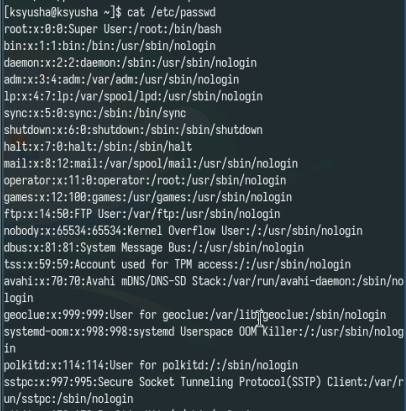 [ksyusha@ksyusha ~]$ cat /etc/passwd
root:x:0:0:Super User:/root:/bin/bash
bin:x:1:1:bin:/bin:/usr/sbin/nologin
daemon:x:2:2:daemon:/sbin:/usr/sbin/nologin
adm:x:3:4:adm:/var/adm:/usr/sbin/nologin
lp:x:4:7:lp:/var/spool/lpd:/usr/sbin/nologin
sync:x:5:0:sync:/sbin:/bin/sync
shutdown:x:6:0:shutdown:/sbin:/sbin/shutdown
halt:x:7:0:halt:/sbin:/sbin/halt
mail:x:8:12:mail:/var/spool/mail:/usr/sbin/nologin
operator:x:11:0:operator:/root:/usr/sbin/nologin
games:x:12:100:games:/usr/games:/usr/sbin/nologin
ftp:x:14:50:FTP User:/var/ftp:/usr/sbin/nologin
nobody:x:65534:65534:Kernel Overflow User:/:/usr/sbin/nologin
dbus:x:81:81:System Message Bus:/:/usr/sbin/nologin
tss:x:59:59:Account used for TPM access:/:/usr/sbin/nologin
avahi:x:70:70:Avahi mDNS/DNS-SD Stack:/var/run/avahi-daemon:/sbin/no
login
geoclue:x:999:999:User for geoclue:/var/lib/geoclue:/sbin/nologin
systemd-oom:x:998:998:systemd Userspace OOM Killer:/:/usr/sbin/nolog
in
polkitd:x:114:114:User for polkitd:/:/sbin/nologin
sstpc:x:997:995:Secure Socket Tunneling Protocol(SSTP) Client:/var/r
un/sstpc:/sbin/nologin